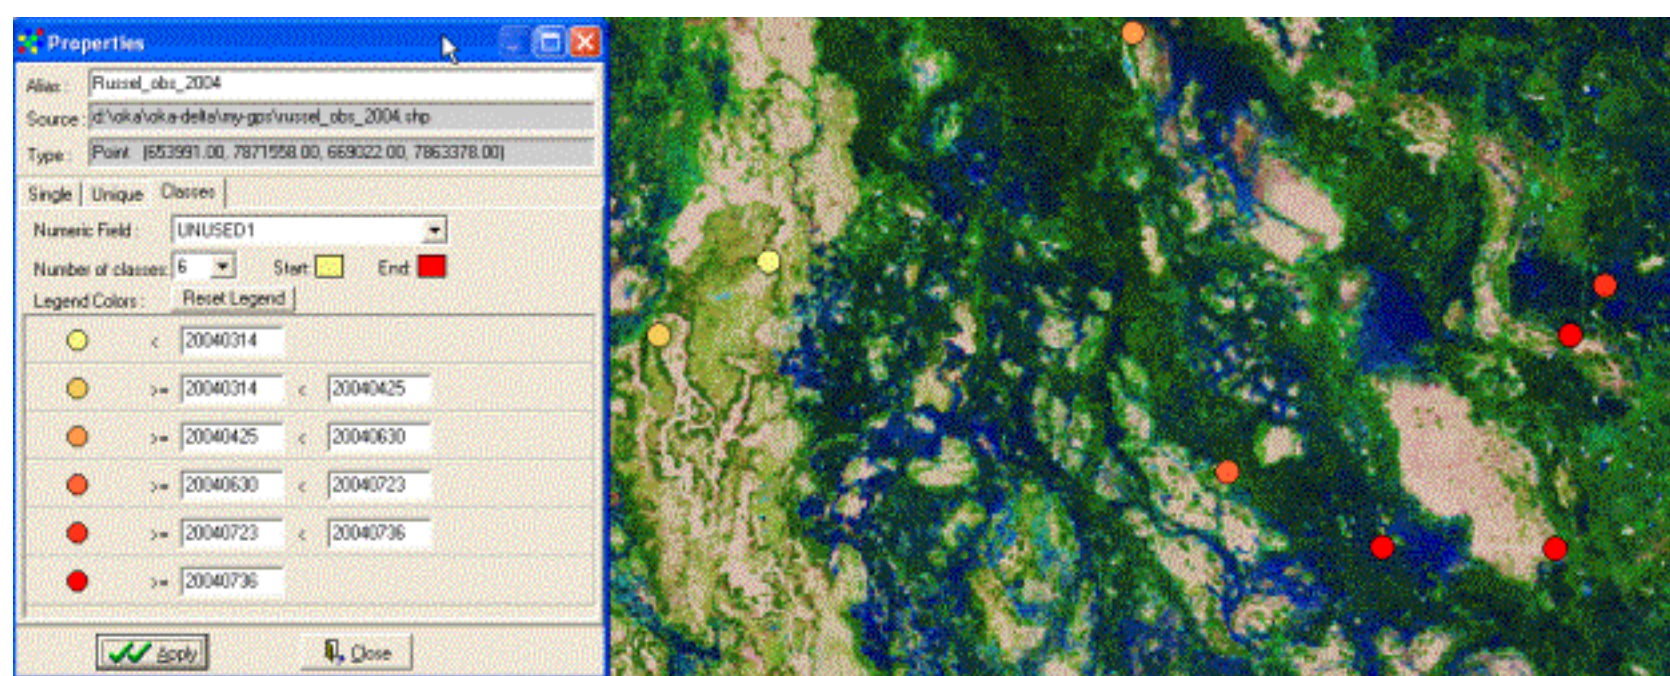 Properties
Alias : Russel_obs_2004
Source : d:\oka\oka-delta\my-gps\russel_obs_2004.shp
Type : Point (653991.00, 7871558.00, 669022.00, 7863378.00)
Single Unique Classes
Numeric Field : UNUSED1
Number of classes: 6 Start: End:
Legend Colors : Reset Legend
< 20040314
>= 20040314 < 20040425
>= 20040425 < 20040630
>= 20040630 < 20040723
>= 20040723 < 20040736
>= 20040736
Apply Close